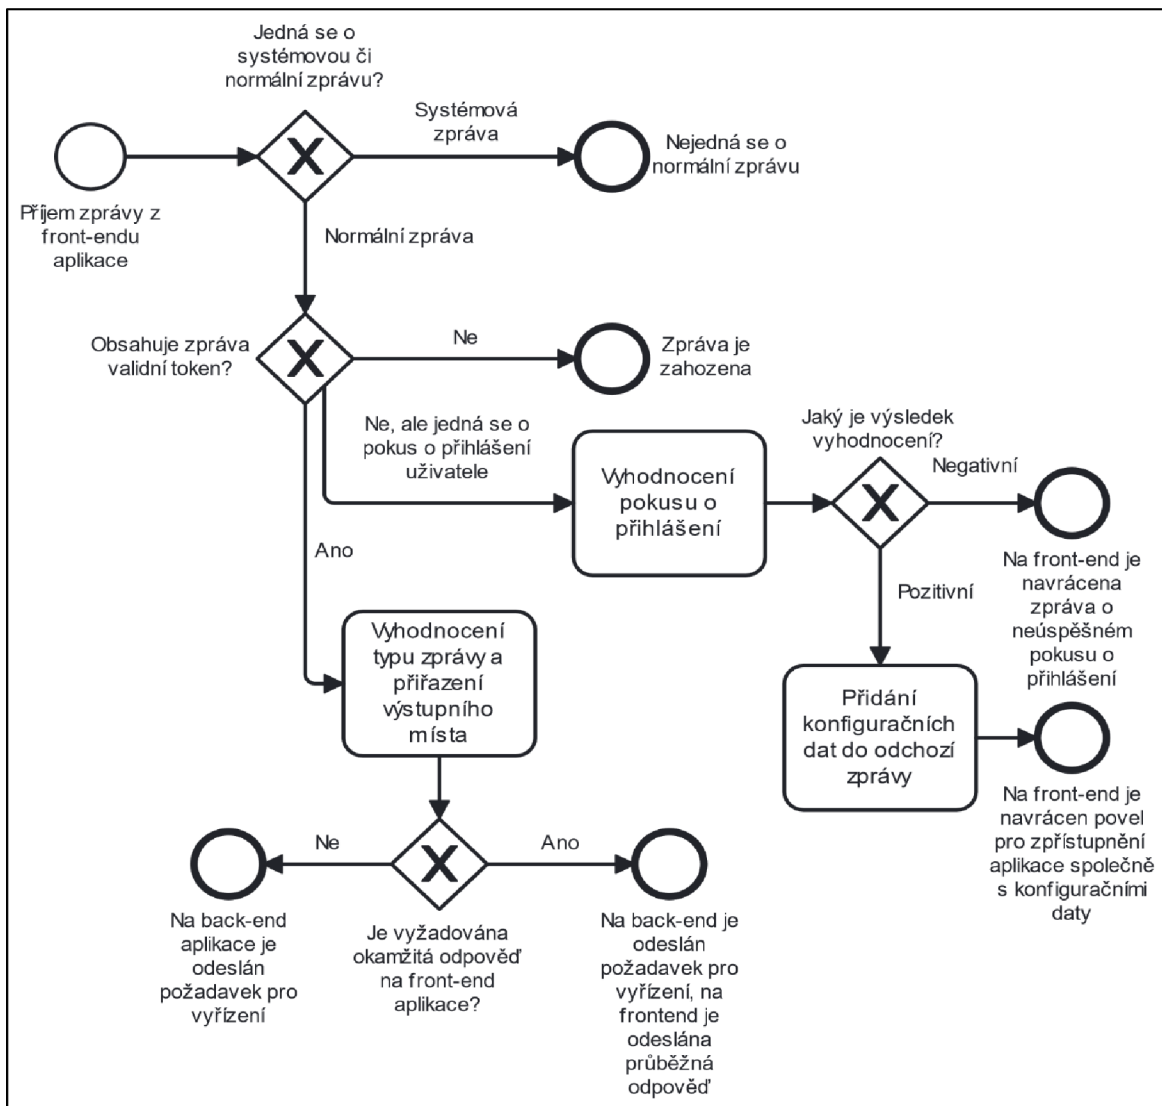 Jedná se o
systémovou či
normální zprávu?
Systémová
zpráva
Nejedná se o
normální zprávu
Příjem zprávy z
front-endu
aplikace
Normální zpráva
Obsahuje zpráva
validní token?
Ne
Zpráva je
zahozena
Ne, ale jedná se o
pokus o přihlášení
uživatele
Vyhodnocení
pokusu o
přihlášení
Jaký je výsledek
vyhodnocení?
Negativní
Na front-end je
navrácena
zpráva o
neúspěšném
pokusu o
přihlášení
Pozitivní
Přidání
konfiguračních
dat do odchozí
zprávy
Na front-end je
navrácen povel
pro zpřístupnění
aplikace společně
s konfiguračními
daty
Ano
Vyhodnocení
typu zprávy a
přiřazení
výstupního
místa
Ne
Ano
Na back-end
aplikace je
odeslán
požadavek pro
vyřízení
Je vyžadována
okamžitá odpověď
na front-end
aplikace?
Na back-end je
odeslán
požadavek pro
vyřízení, na
frontend je
odeslána
průběžná
odpověď